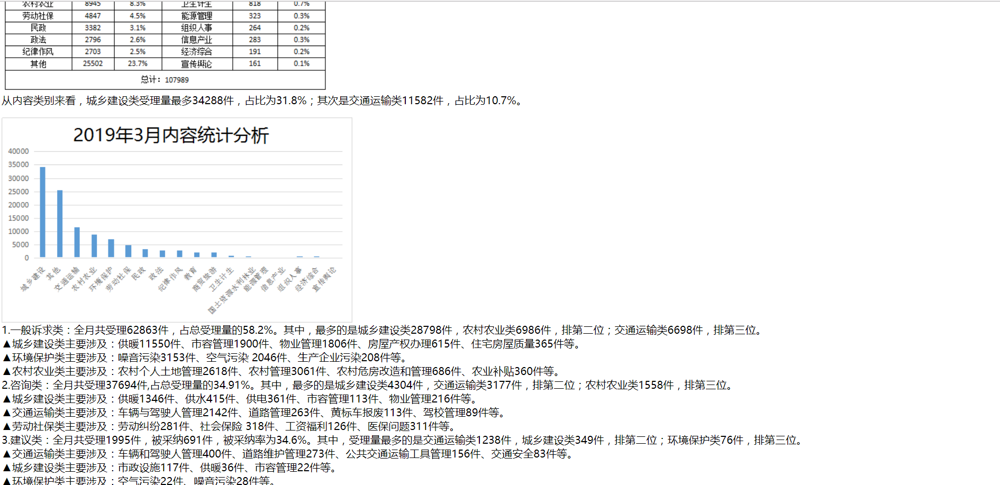 农村农业 8945 8.3% 卫生计生 818 0.7%
劳动社保 4847 4.5% 能源管理 323 0.3%
民政 3382 3.1% 组织人事 264 0.2%
政法 2796 2.6% 信息产业 283 0.3%
纪律作风 2703 2.5% 经济综合 191 0.2%
其他 25502 23.7% 宣传舆论 161 0.1%
总计：107989
从内容类别来看，城乡建设类受理量最多34288件，占比为31.8%；其次是交通运输类11582件，占比为10.7%。
2019年3月内容统计分析
40000
35000
30000
25000
20000
15000
10000
5000
0
城乡建设
其他
交通运输
农村农业
环境保护
劳动社保
民政
政法
纪律作风
教育
商贸旅游
卫生计生
国土资源水利林业
能源管理
信息产业
组织人事
经济综合
宣传舆论
1.一般诉求类：全月共受理62863件，占总受理量的58.2%。其中，最多的是城乡建设类28798件，农村农业类6986件，排第二位；交通运输类6698件，排第三位。
▲城乡建设类主要涉及：供暖11550件、市容管理1900件、物业管理1806件、房屋产权办理615件、住宅房屋质量365件等。
▲环境保护类主要涉及：噪音污染3153件、空气污染 2046件、生产企业污染208件等。
▲农村农业类主要涉及：农村个人土地管理2618件、农村管理3061件、农村危房改造和管理686件、农业补贴360件等。
2.咨询类：全月共受理37694件,占总受理量的34.91%。其中，最多的是城乡建设类4304件，交通运输类3177件，排第二位；农村农业类1558件，排第三位。
▲城乡建设类主要涉及：供暖1346件、供水415件、供电361件、市容管理113件、物业管理216件等。
▲交通运输类主要涉及：车辆与驾驶人管理2142件、道路管理263件、黄标车报废113件、驾校管理89件等。
▲劳动社保类主要涉及：劳动纠纷281件、社会保险 318件、工资福利126件、医保问题311件等。
3.建议类：全月共受理1995件，被采纳691件，被采纳率为34.6%。其中，受理量最多的是交通运输类1238件，城乡建设类349件，排第二位；环境保护类76件，排第三位。
▲交通运输类主要涉及：车辆和驾驶人管理400件、道路维护管理273件、公共交通运输工具管理156件、交通安全83件等。
▲城乡建设类主要涉及：市政设施117件、供暖36件、市容管理22件等。
▲环境保护类主要涉及：空气污染22件、噪音污染28件等。